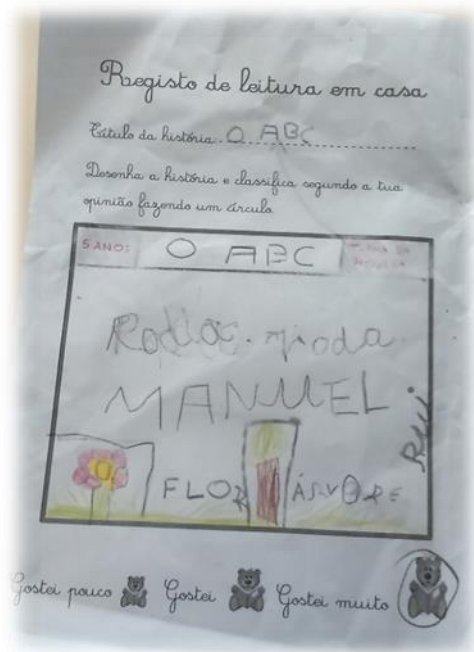 Registo de leitura em casa
Título da história: O ABC
Desenha a história e classifica segundo a tua
opinião fazendo um círculo
5 ANOS O ABC
Roda
MANUEL
Rui
FLOR ÁRVORE
Gostei pouco Gostei Gostei muito